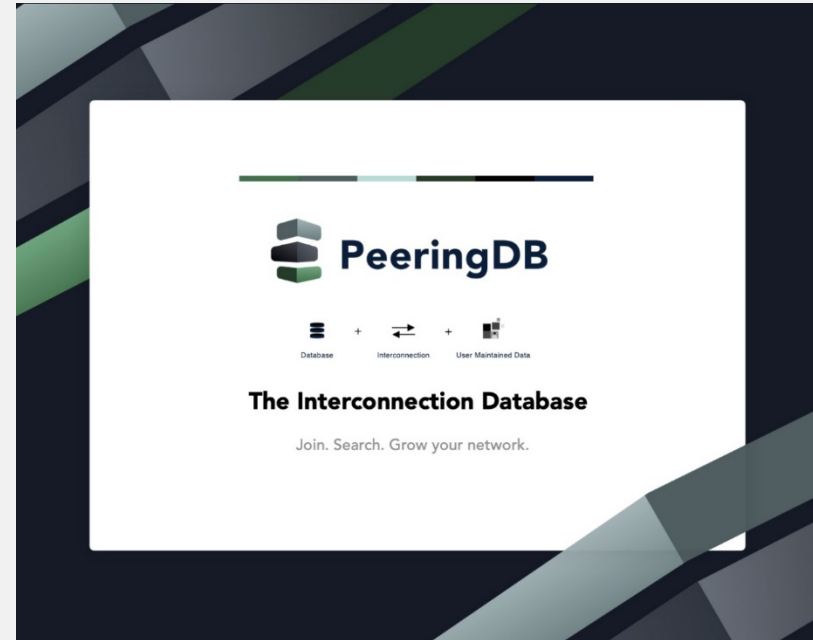 PeeringDB
+ +
Database Interconnection User Maintained Data
The Interconnection Database
Join. Search. Grow your network.